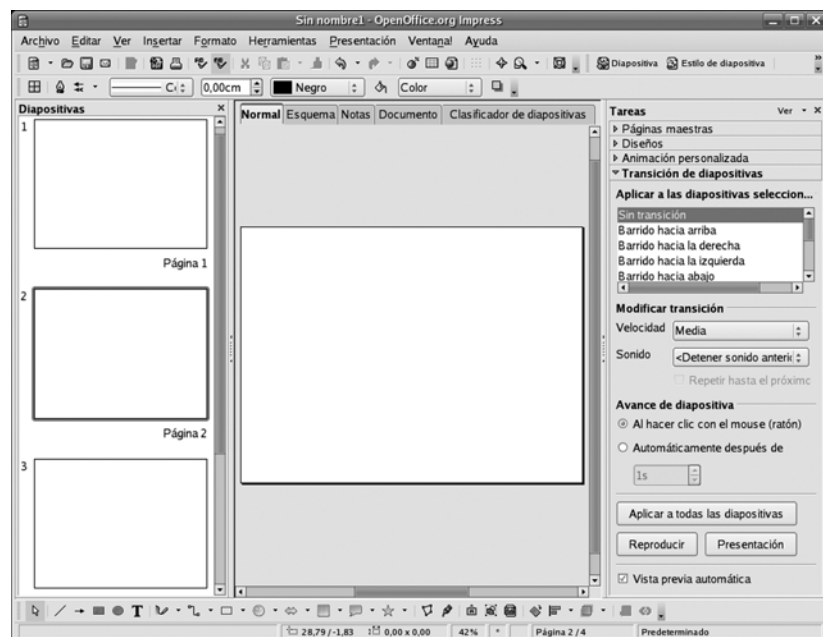 Sin nombre1 - OpenOffice.org Impress
Archivo Editar Ver Insertar Formato Herramientas Presentación Ventana! Ayuda
Diapositiva Estilo de diapositiva
0,00cm Negro Color
Diapositivas
1
Página 1
2
Página 2
3
Normal Esquema Notas Documento Clasificador de diapositivas
Tareas Ver
Páginas maestras
Diseños
Animación personalizada
Transición de diapositivas
Aplicar a las diapositivas seleccion...
Sin transición
Barrido hacia arriba
Barrido hacia la derecha
Barrido hacia la izquierda
Barrido hacia abajo
Modificar transición
Velocidad Media
Sonido <Detener sonido anteri
Repetir hasta el próximo
Avance de diapositiva
Al hacer clic con el mouse (ratón)
Automáticamente después de
1s
Aplicar a todas las diapositivas
Reproducir Presentación
Vista previa automática
28,79 / -1,83 0,00 x 0,00 42% * Página 2 / 4 Predeterminado